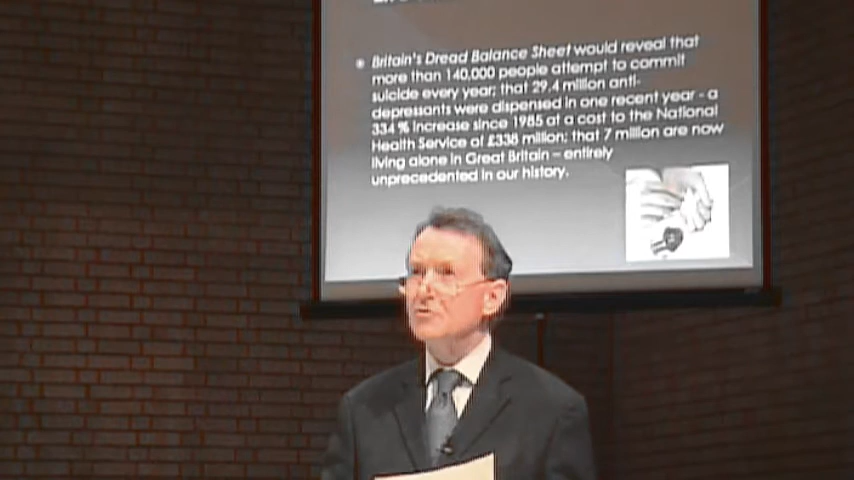 Britain's Dread Balance Sheet would reveal that
more than 140,000 people attempt to commit
suicide every year; that 29.4 million anti-
depressants were dispensed in one recent year - a
334 % increase since 1985 at a cost to the National
Health Service of £338 million; that 7 million are now
living alone in Great Britain – entirely
unprecedented in our history.